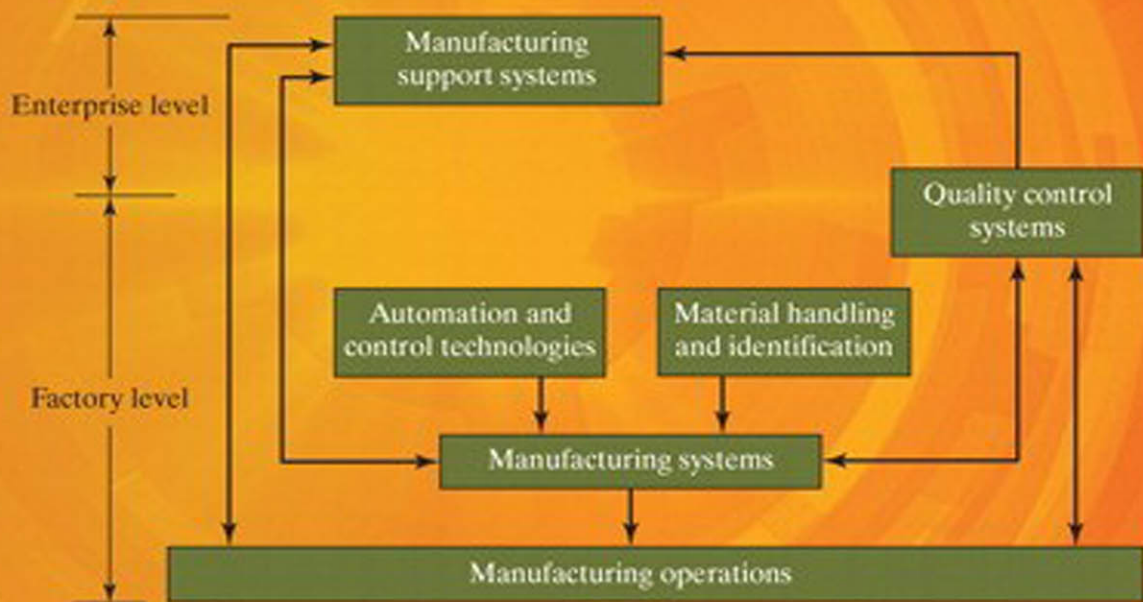 Manufacturing
support systems
Enterprise level
Quality control
systems
Automation and
control technologies
Material handling
and identification
Factory level
Manufacturing systems
Manufacturing operations